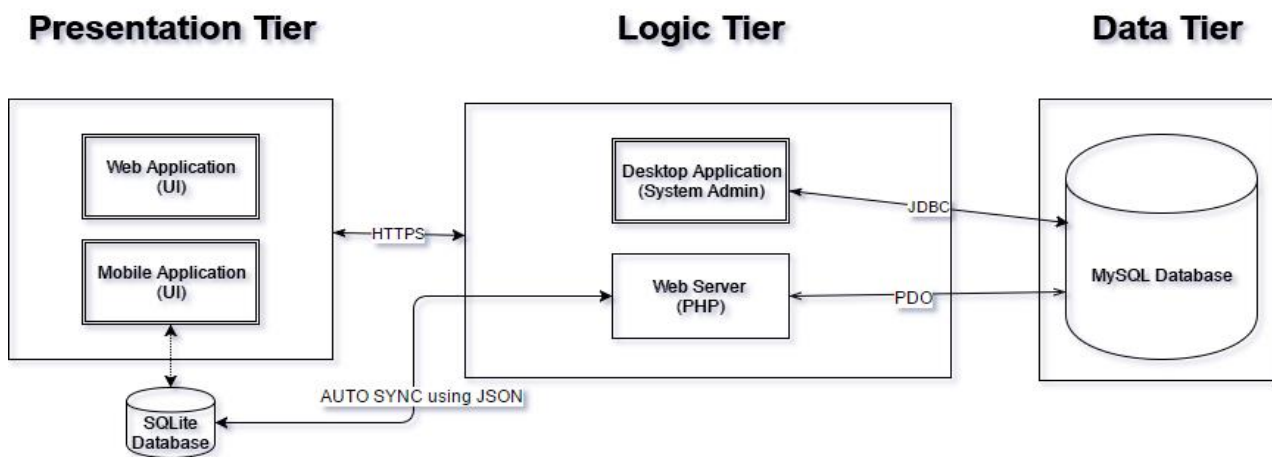 Presentation Tier
Logic Tier
Data Tier
Web Application
(UI)
Mobile Application
(UI)
SQLite
Database
HTTPS
AUTO SYNC using JSON
Desktop Application
(System Admin)
Web Server
(PHP)
JDBC
PDO
MySQL Database